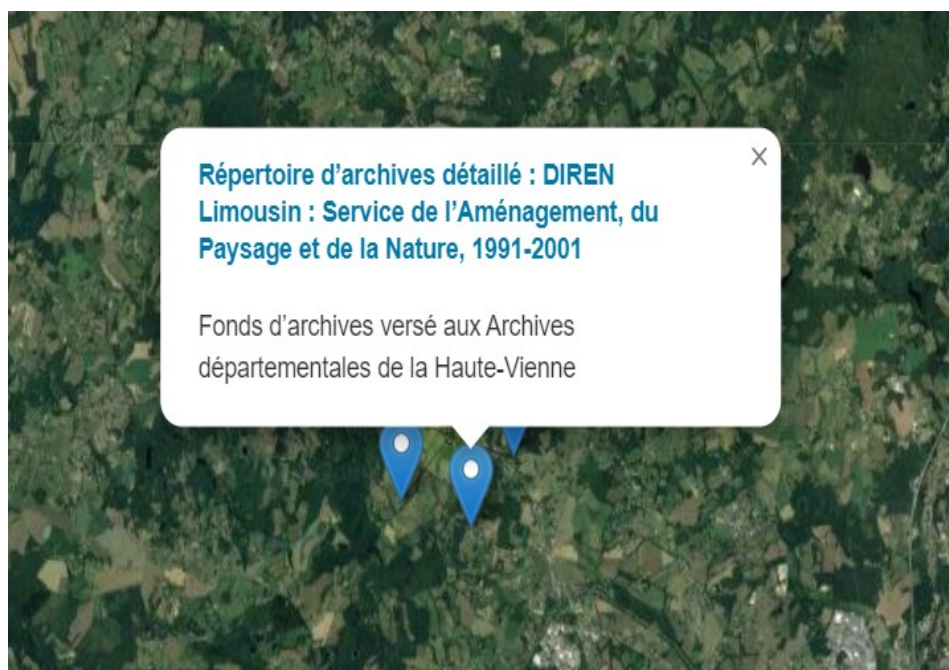 Répertoire d’archives détaillé : DIREN
Limousin : Service de l’Aménagement, du
Paysage et de la Nature, 1991-2001
Fonds d’archives versé aux Archives
départementales de la Haute-Vienne